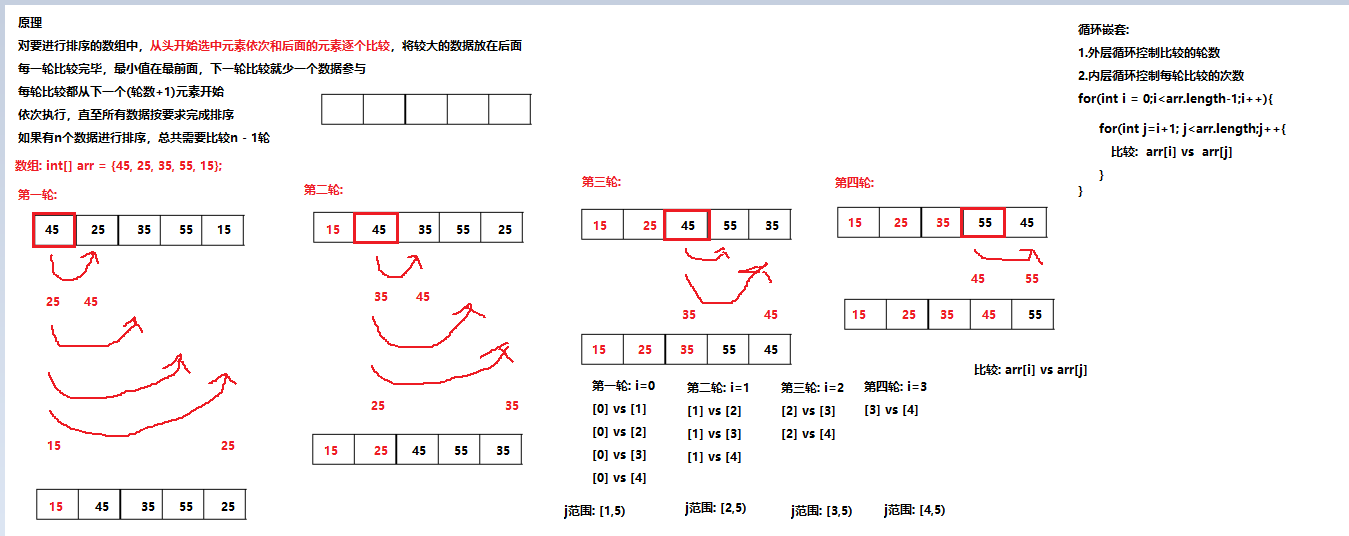 原理
对要进行排序的数组中，从头开始选中元素依次和后面的元素逐个比较，将较大的数据放在后面
每一轮比较完毕，最小值在最前面，下一轮比较就少一个数据参与
每轮比较都从下一个(轮数+1)元素开始
依次执行，直至所有数据按要求完成排序
如果有n个数据进行排序，总共需要比较n - 1轮
数组: int[] arr = {45, 25, 35, 55, 15};
第一轮:
45 25 35 55 15
25 45
15 25
15 45 35 55 25
第二轮:
15 45 35 55 25
35 45
25 35
15 25 45 55 35
第三轮:
15 25 45 55 35
35 45
15 25 35 55 45
第四轮:
15 25 35 55 45
45 55
15 25 35 45 55
比较: arr[i] vs arr[j]
第一轮: i=0
[0] vs [1]
[0] vs [2]
[0] vs [3]
[0] vs [4]
j范围: [1,5)
第二轮: i=1
[1] vs [2]
[1] vs [3]
[1] vs [4]
j范围: [2,5)
第三轮: i=2
[2] vs [3]
[2] vs [4]
j范围: [3,5)
第四轮: i=3
[3] vs [4]
j范围: [4,5)
循环嵌套:
1.外层循环控制比较的轮数
2.内层循环控制每轮比较的次数
for(int i = 0;i<arr.length-1;i++){
for(int j=i+1; j<arr.length;j++{
比较: arr[i] vs arr[j]
}
}